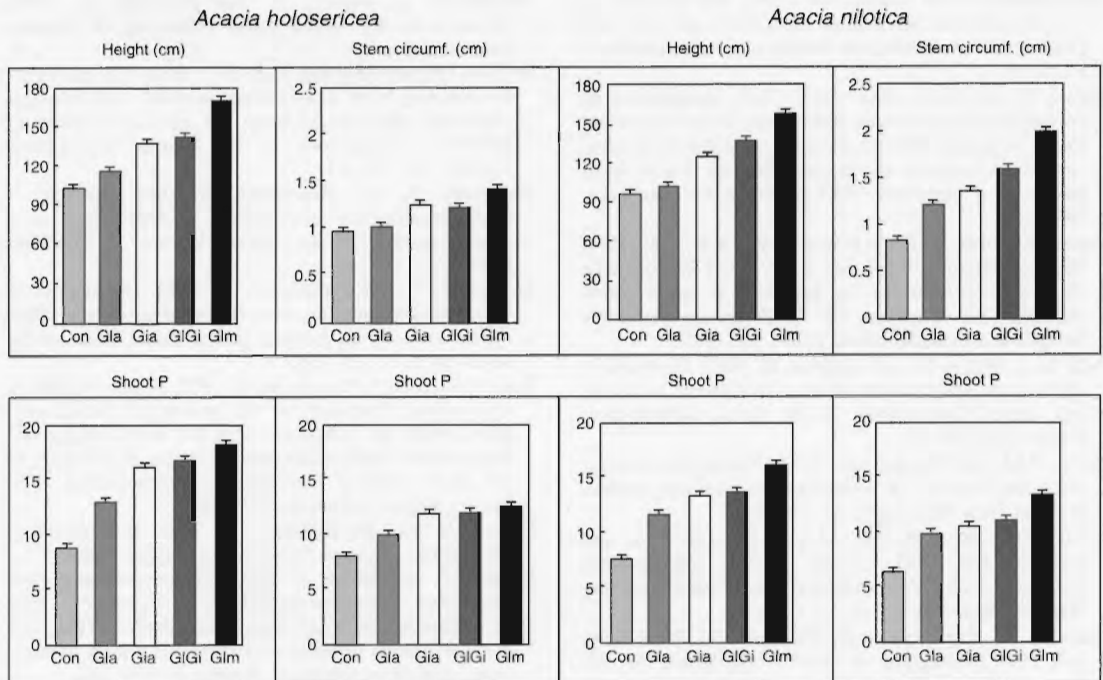 Acacia holosericea
Acacia nilotica
Height (cm)
Stem circumf. (cm)
Height (cm)
Stem circumf. (cm)
180
150
120
90
60
30
0
Con Gla Gia GlGi Glm
2.5
2
1.5
1
0.5
0
Con Gla Gia GlGi Glm
180
150
120
90
60
30
0
Con Gla Gia GlGi Glm
2.5
2
1.5
1
0.5
0
Con Gla Gia GlGi Glm
Shoot P
Shoot P
Shoot P
Shoot P
20
15
10
5
0
Con Gla Gia GlGi Glm
20
15
10
5
0
Con Gla Gia GlGi Glm
20
15
10
5
0
Con Gla Gia GlGi Glm
20
15
10
5
0
Con Gla Gia GlGi Glm